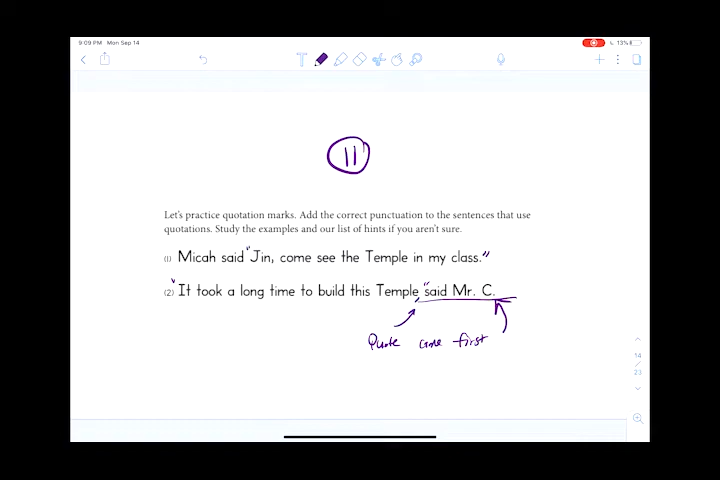 9:09 PM Mon Sep 14
13%
T
11
Let's practice quotation marks. Add the correct punctuation to the sentences that use
quotations. Study the examples and our list of hints if you aren't sure.
(1) Micah said "Jin, come see the Temple in my class."
(2) "It took a long time to build this Temple, "said Mr. C.
Quote came first
14
/
23